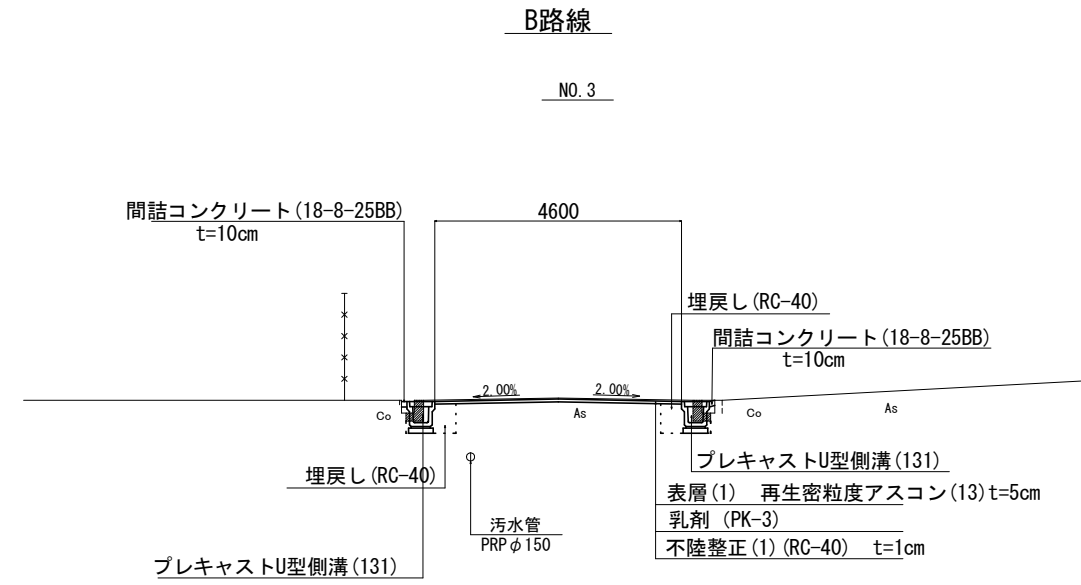 B路線
NO.3
間詰コンクリート(18-8-25BB)
t=10cm
4600
埋戻し(RC-40)
間詰コンクリート(18-8-25BB)
t=10cm
2.00%
2.00%
Co
As
Co
As
埋戻し(RC-40)
プレキャストU型側溝(131)
表層(1) 再生密粒度アスコン(13)t=5cm
乳剤 (PK-3)
不陸整正(1)(RC-40) t=1cm
汚水管
PRPφ150
プレキャストU型側溝(131)